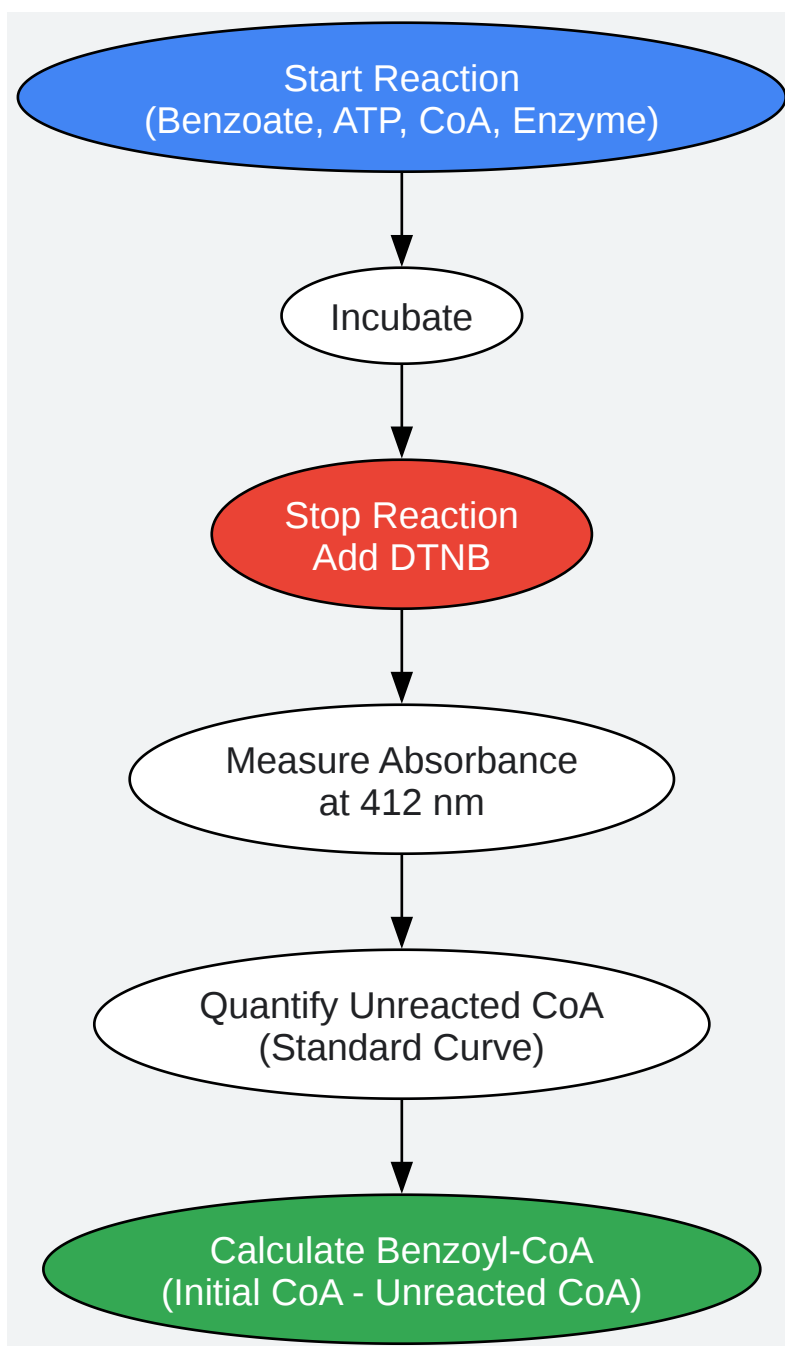 Start Reaction
(Benzoate, ATP, CoA, Enzyme)
Incubate
Stop Reaction
Add DTNB
Measure Absorbance
at 412 nm
Quantify Unreacted CoA
(Standard Curve)
Calculate Benzoyl-CoA
(Initial CoA - Unreacted CoA)